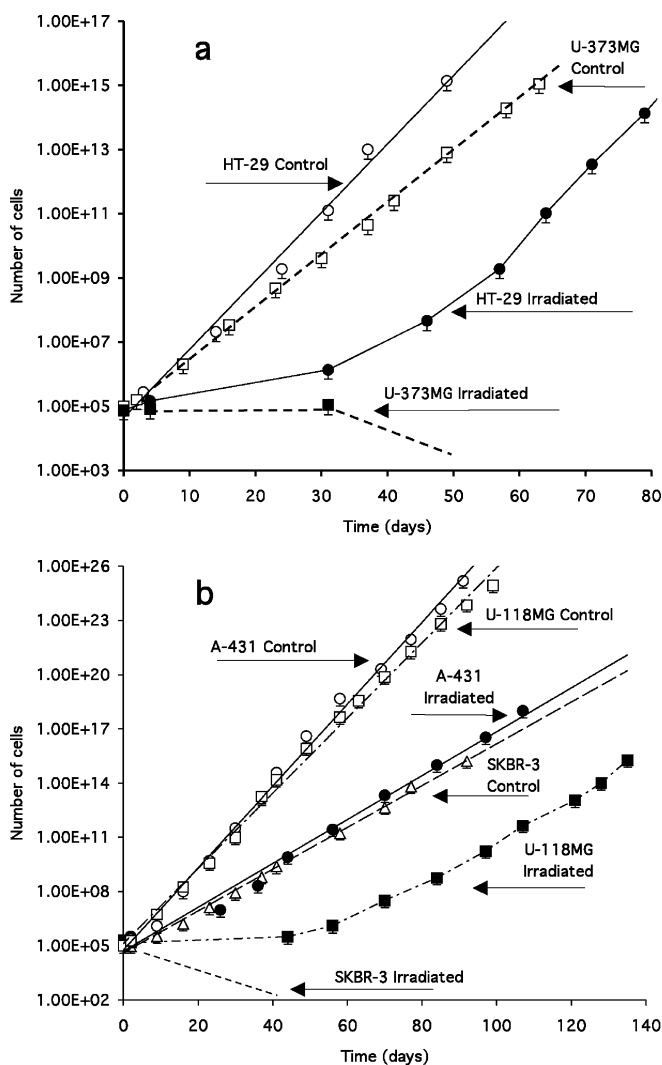 a
1.00E+17
1.00E+15
1.00E+13
1.00E+11
1.00E+09
1.00E+07
1.00E+05
1.00E+03
Number of cells
U-373MG
Control
HT-29 Control
HT-29 Irradiated
U-373MG Irradiated
0 10 20 30 40 50 60 70 80
Time (days)
b
1.00E+26
1.00E+23
1.00E+20
1.00E+17
1.00E+14
1.00E+11
1.00E+08
1.00E+05
1.00E+02
Number of cells
U-118MG Control
A-431 Control
A-431
Irradiated
SKBR-3
Control
U-118MG
Irradiated
SKBR-3 Irradiated
0 20 40 60 80 100 120 140
Time (days)